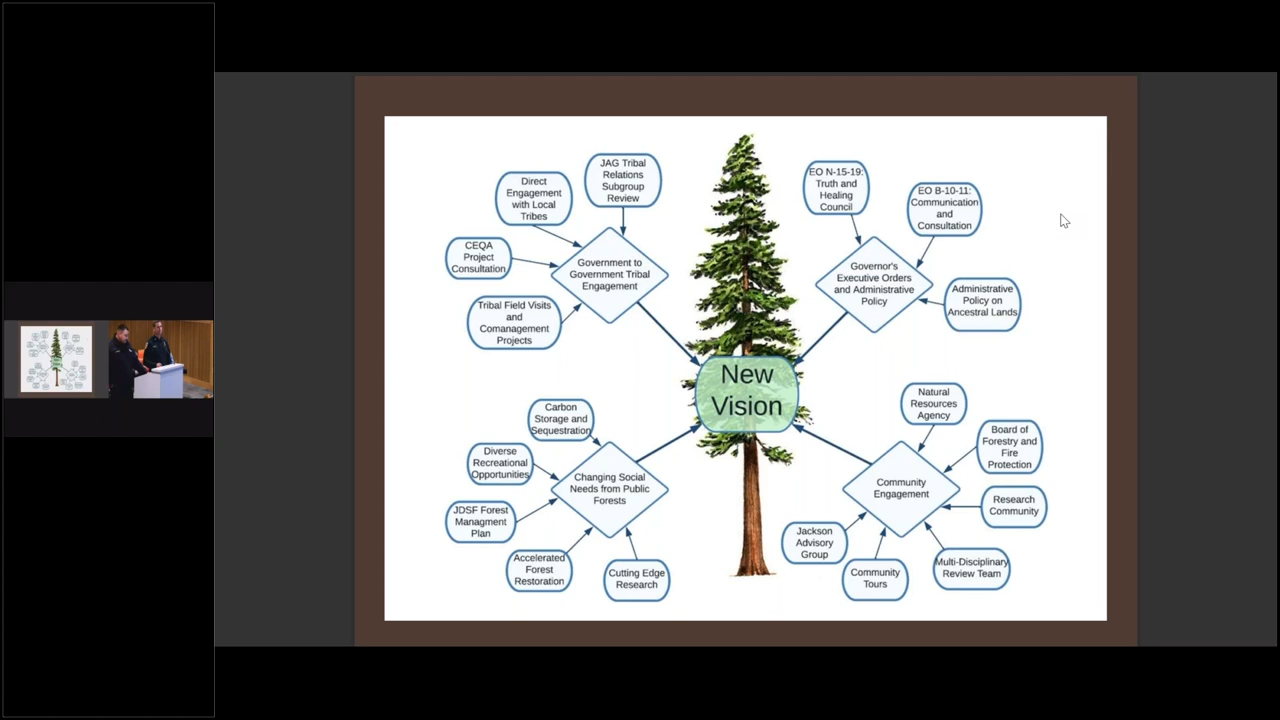 JAG Tribal
Relations
Subgroup
Review
Direct
Engagement
with Local
Tribes
CEQA
Project
Consultation
Tribal Field Visits
and
Comanagement
Projects
Government to
Government Tribal
Engagement
EO N-15-19:
Truth and
Healing
Council
EO B-10-11:
Communication
and
Consultation
Administrative
Policy on
Ancestral Lands
Governor's
Executive Orders
and Administrative
Policy
New
Vision
Carbon
Storage and
Sequestration
Diverse
Recreational
Opportunities
JDSF Forest
Managment
Plan
Accelerated
Forest
Restoration
Cutting Edge
Research
Changing Social
Needs from Public
Forests
Natural
Resources
Agency
Board of
Forestry and
Fire
Protection
Research
Community
Multi-Disciplinary
Review Team
Community
Tours
Jackson
Advisory
Group
Community
Engagement